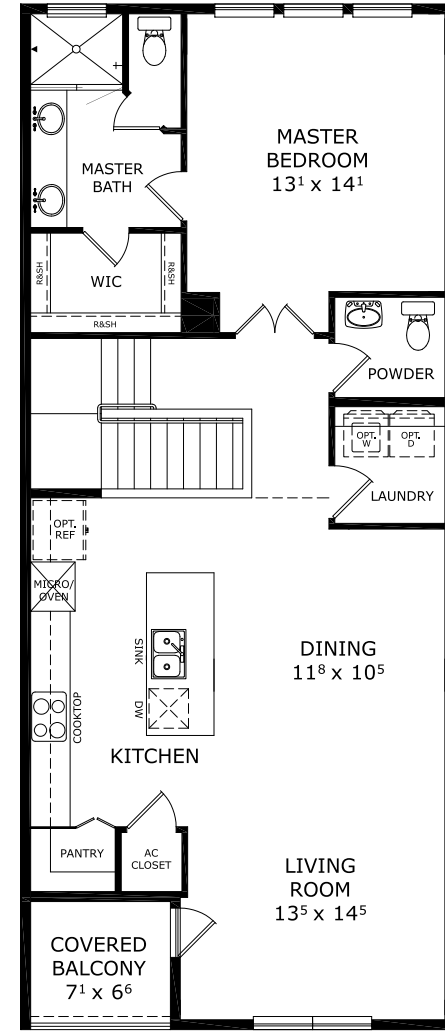 MASTER
BEDROOM
13¹ x 14¹
MASTER
BATH
WIC
R&SH
R&SH
R&SH
POWDER
OPT.
W
OPT.
D
LAUNDRY
OPT.
REF
MICRO/
OVEN
SINK
DW
COOKTOP
KITCHEN
DINING
11⁸ x 10⁵
PANTRY
AC
CLOSET
LIVING
ROOM
13⁵ x 14⁵
COVERED
BALCONY
7¹ x 6⁶